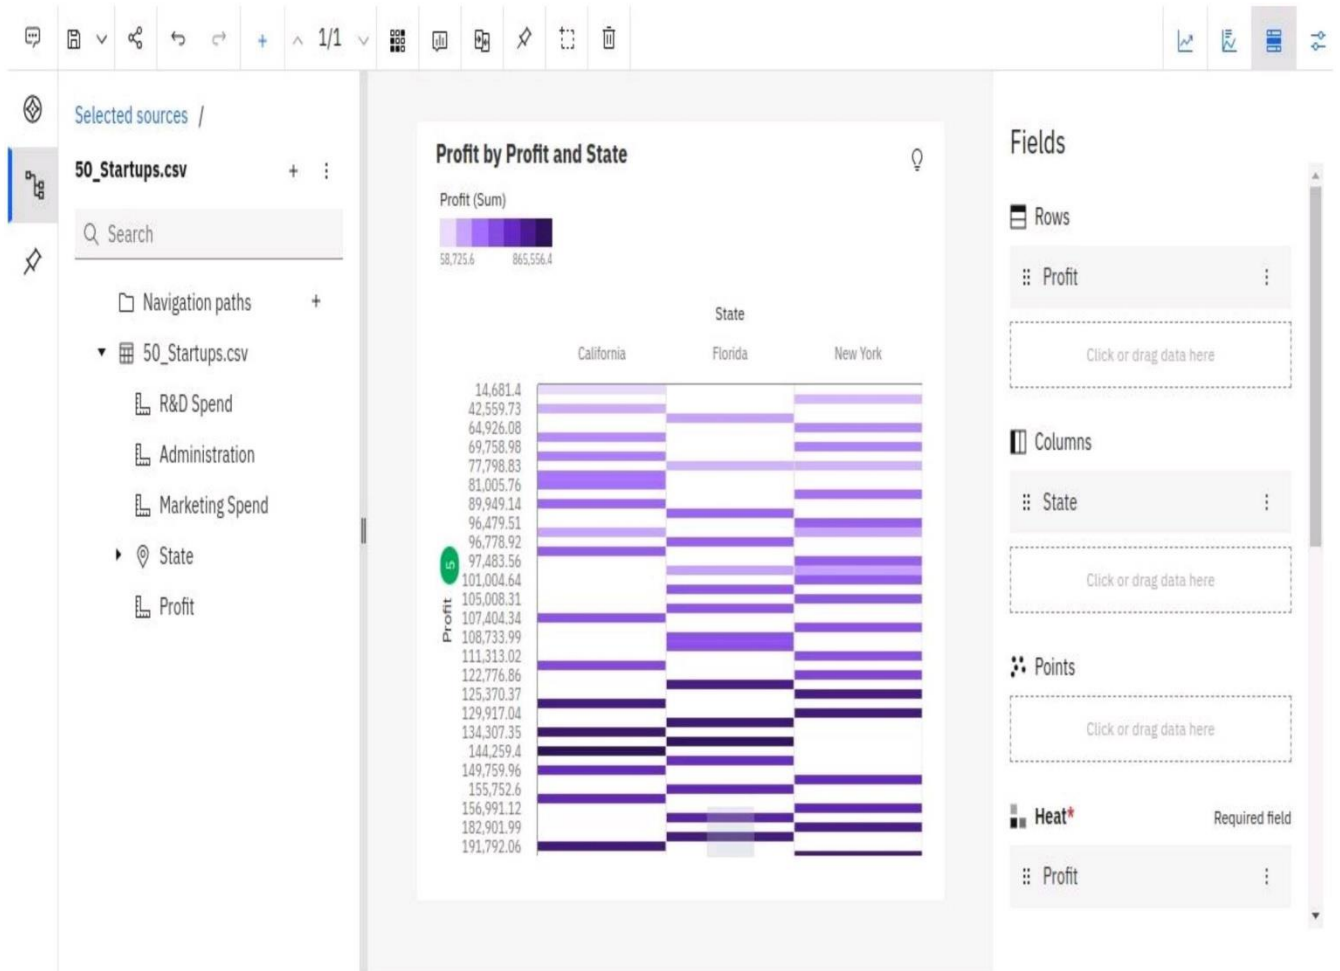 1/1
Selected sources /
50_Startups.csv
Search
Navigation paths
50_Startups.csv
R&D Spend
Administration
Marketing Spend
State
Profit
Profit by Profit and State
Profit (Sum)
58,725.6 865,556.4
State
California Florida New York
14,681.4
42,559.73
64,926.08
69,758.98
77,798.83
81,005.76
89,949.14
96,479.51
96,778.92
97,483.56
101,004.64
105,008.31
107,404.34
108,733.99
111,313.02
122,776.86
125,370.37
129,917.04
134,307.35
144,259.4
149,759.96
155,752.6
156,991.12
182,901.99
191,792.06
Profit 5
Fields
Rows
Profit
Click or drag data here
Columns
State
Click or drag data here
Points
Click or drag data here
Heat* Required field
Profit